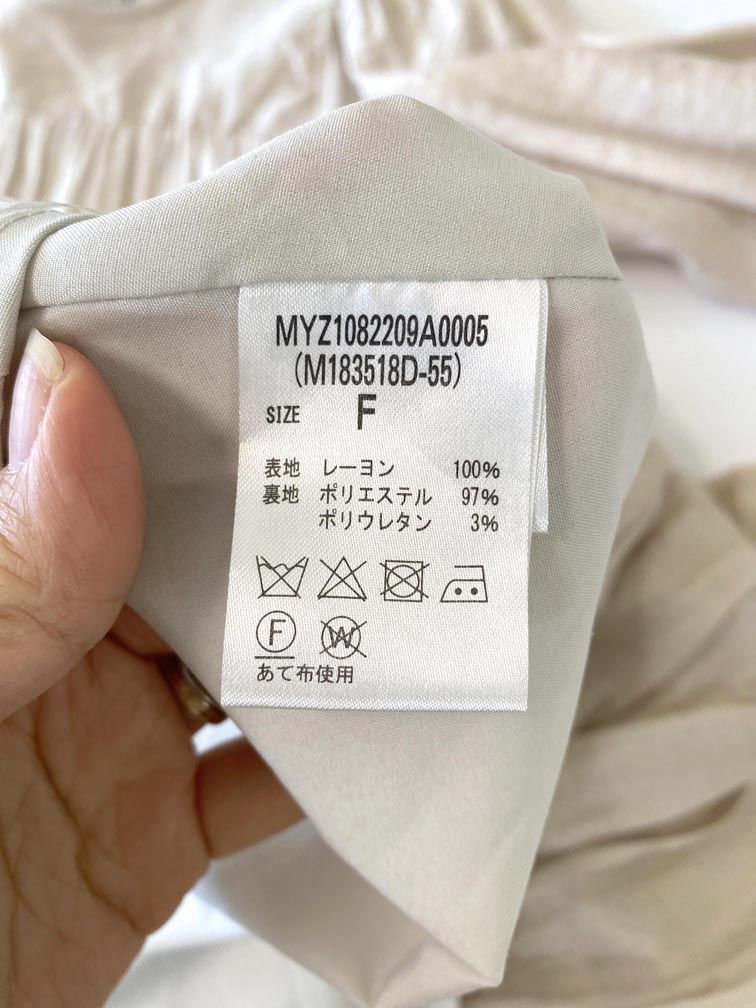 MYZ1082209A0005
(M183518D-55)
SIZE F
表地 レーヨン 100%
裏地 ポリエステル 97%
ポリウレタン 3%
F W
あて布使用